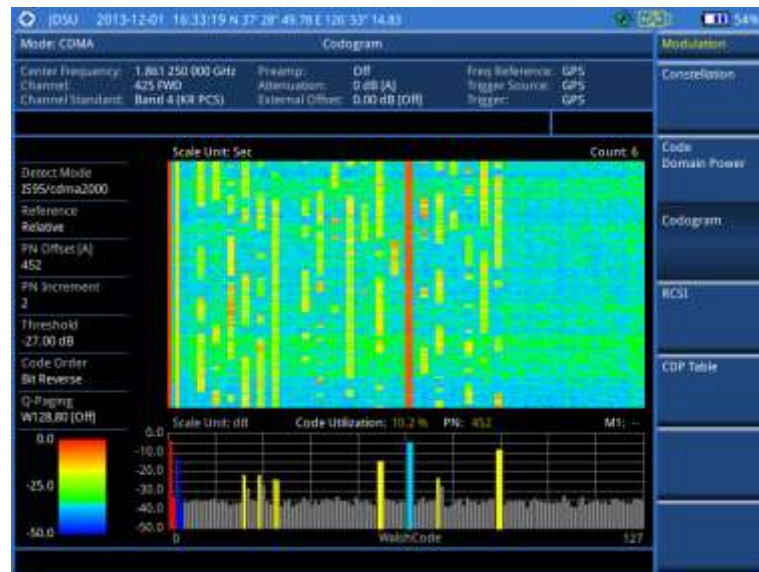 JDSU 2013-12-01 16:33:19 N 37° 28" 49.78 E 126° 53" 14.83 54%
Mode: CDMA Codogram Modulation
Center Frequency: 1.861 250 000 GHz Preamp: Off Freq Reference: GPS
Channel: 425 FWD Attenuation: 0 dB [A] Trigger Source: GPS
Channel Standard: Band 4 (KR PCS) External Offset: 0.00 dB [Off] Trigger: GPS
Constellation
Scale Unit: Sec Count: 6
Code
Domain Power
Detect Mode
IS95/cdma2000
Reference
Relative
Codogram
PN Offset [A]
452
PN Increment
2
RCSI
Threshold
-27.00 dB
Code Order
Bit Reverse
CDP Table
Q-Paging
W128,80 [Off]
Scale Unit: dB Code Utilization: 10.2 % PN: 452 M1: --
0.0
-25.0
-50.0
0.0
-10.0
-20.0
-30.0
-40.0
-50.0
0 WalshCode 127